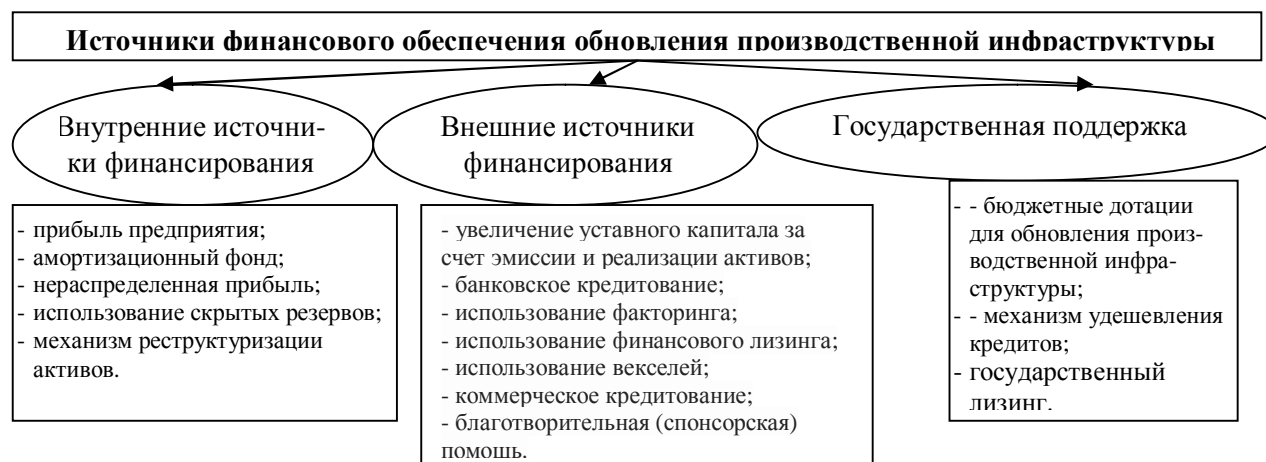 Источники финансового обеспечения обновления производственной инфраструктуры
Внутренние источни-
ки финансирования
Внешние источники
финансирования
Государственная поддержка
- прибыль предприятия;
- амортизационный фонд;
- нераспределенная прибыль;
- использование скрытых резервов;
- механизм реструктуризации
активов.
- увеличение уставного капитала за
счет эмиссии и реализации активов;
- банковское кредитование;
- использование факторинга;
- использование финансового лизинга;
- использование векселей;
- коммерческое кредитование;
- благотворительная (спонсорская)
помощь.
- - бюджетные дотации
для обновления произ-
водственной инфра-
структуры;
- - механизм удешевления
кредитов;
- государственный
лизинг.